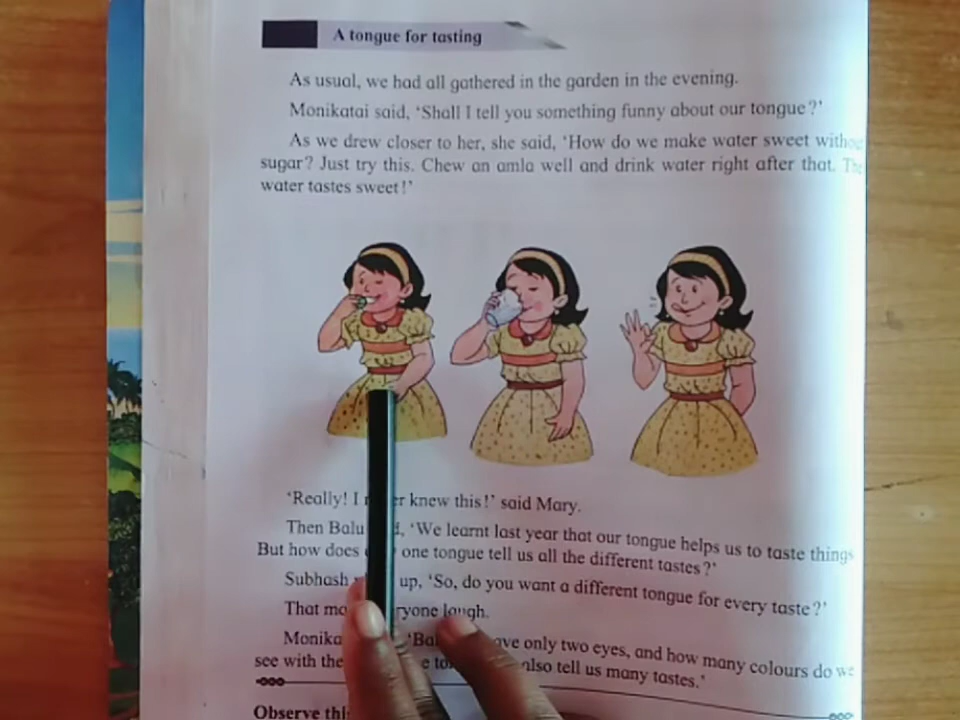 A tongue for tasting
As usual, we had all gathered in the garden in the evening.
Monikatai said, ‘Shall I tell you something funny about our tongue?’
As we drew closer to her, she said, ‘How do we make water sweet
sugar? Just try this. Chew an amla well and drink water right after that. The
water tastes sweet!’
‘Really! I knew this!’ said Mary.
Then Balu ‘We learnt last year that our tongue helps us to taste things
But how does one tongue tell us all the different tastes?’
Subhash up, ‘So, do you want a different tongue for every taste?’
That laugh.
only two eyes, and how many colours do we
see with also tell us many tastes.’
Observe